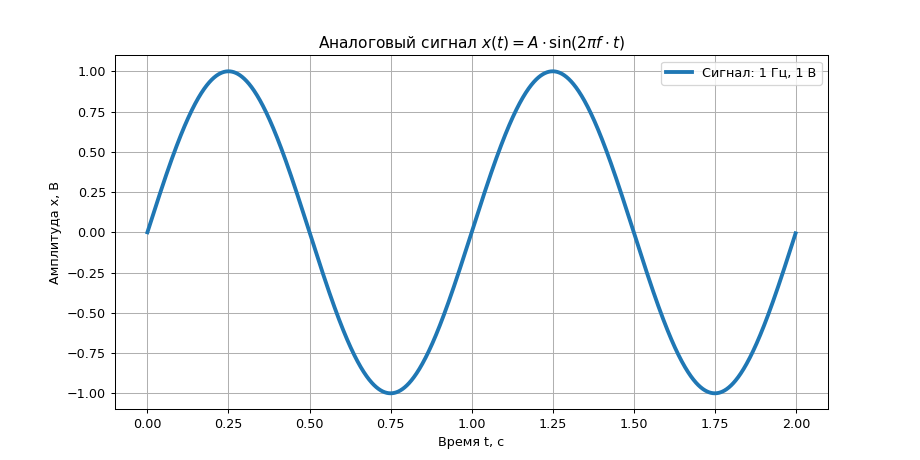 Аналоговый сигнал x(t) = A · sin(2πf · t)
Сигнал: 1 Гц, 1 В
1.00
0.75
0.50
0.25
0.00
−0.25
−0.50
−0.75
−1.00
Амплитуда x, В
0.00 0.25 0.50 0.75 1.00 1.25 1.50 1.75 2.00
Время t, с